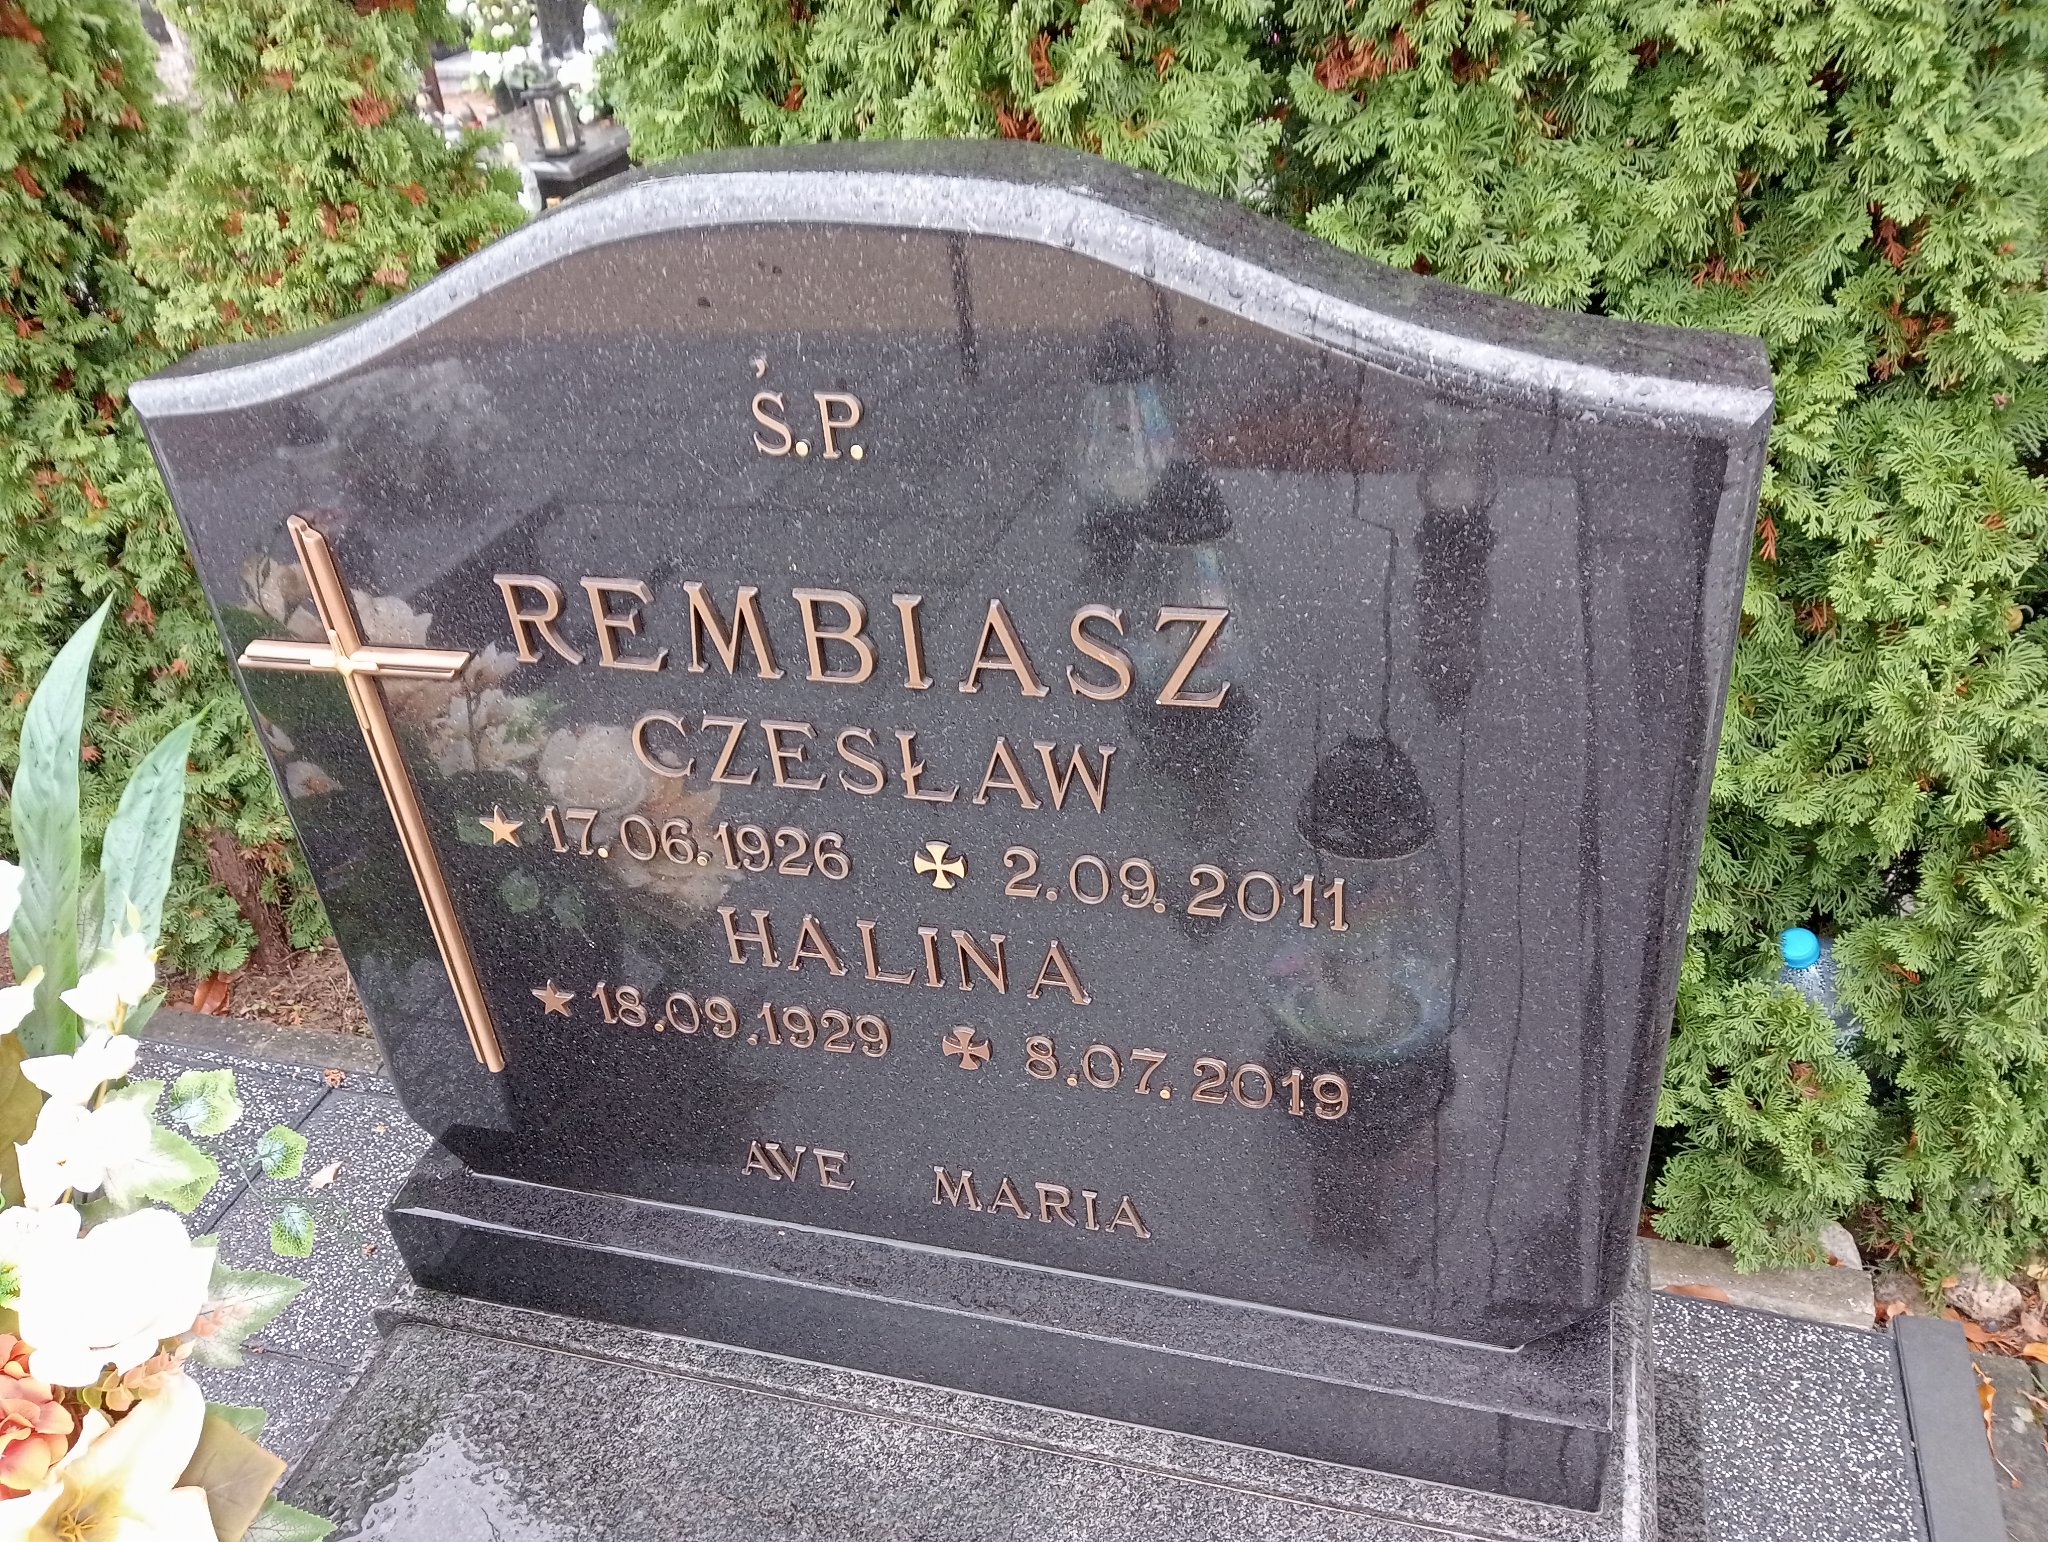 Ś.P.
REMBIASZ
CZESŁAW
17.06.1926 2.09.2011
HALINA
18.09.1929 8.07.2019
AVE MARIA